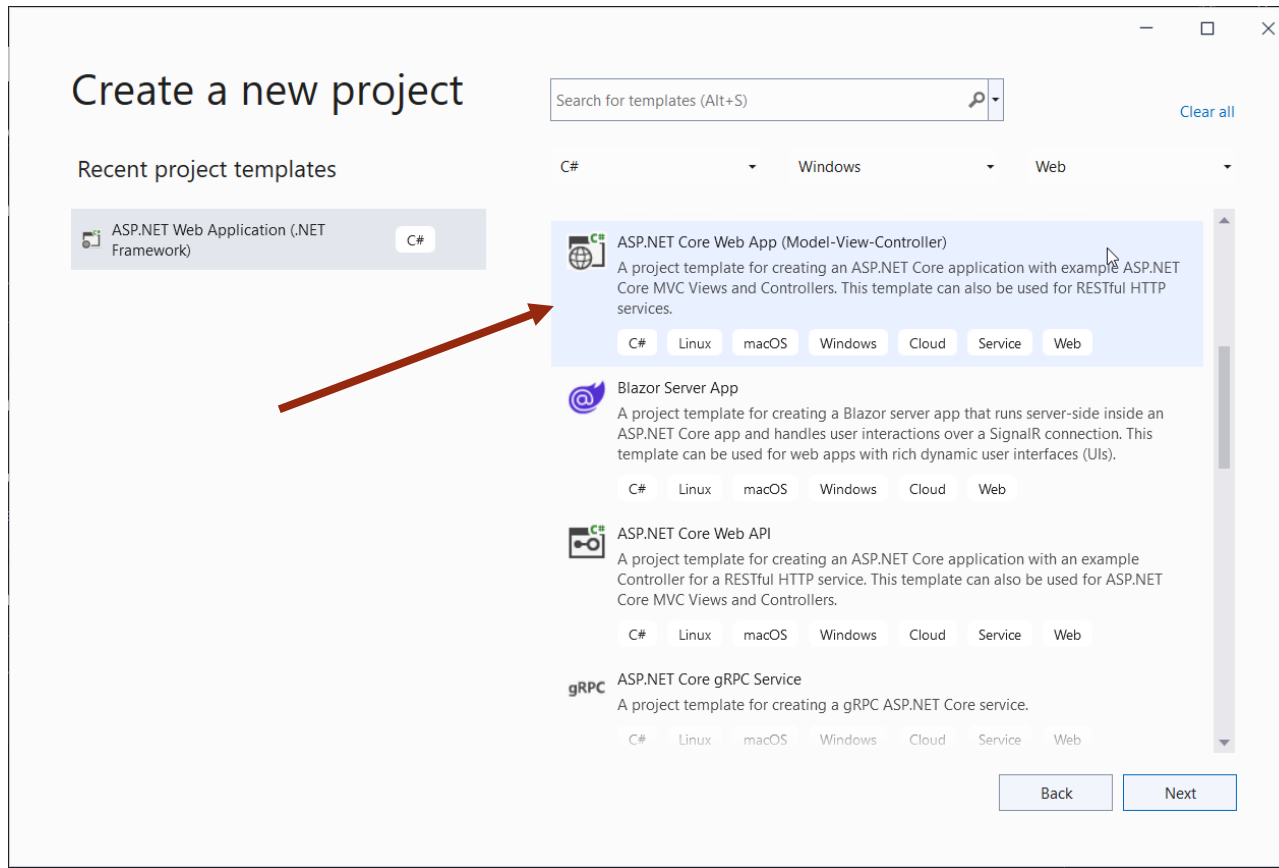 Create a new project
Search for templates (Alt+S)
Clear all
Recent project templates
C#
Windows
Web
ASP.NET Web Application (.NET
Framework)
C#
C#
ASP.NET Core Web App (Model-View-Controller)
A project template for creating an ASP.NET Core application with example ASP.NET
Core MVC Views and Controllers. This template can also be used for RESTful HTTP
services.
C# Linux macOS Windows Cloud Service Web
Blazor Server App
A project template for creating a Blazor server app that runs server-side inside an
ASP.NET Core app and handles user interactions over a SignalR connection. This
template can be used for web apps with rich dynamic user interfaces (UIs).
C# Linux macOS Windows Cloud Web
C#
ASP.NET Core Web API
A project template for creating an ASP.NET Core application with an example
Controller for a RESTful HTTP service. This template can also be used for ASP.NET
Core MVC Views and Controllers.
C# Linux macOS Windows Cloud Service Web
gRPC
ASP.NET Core gRPC Service
A project template for creating a gRPC ASP.NET Core service.
C# Linux macOS Windows Cloud Service Web
Back
Next